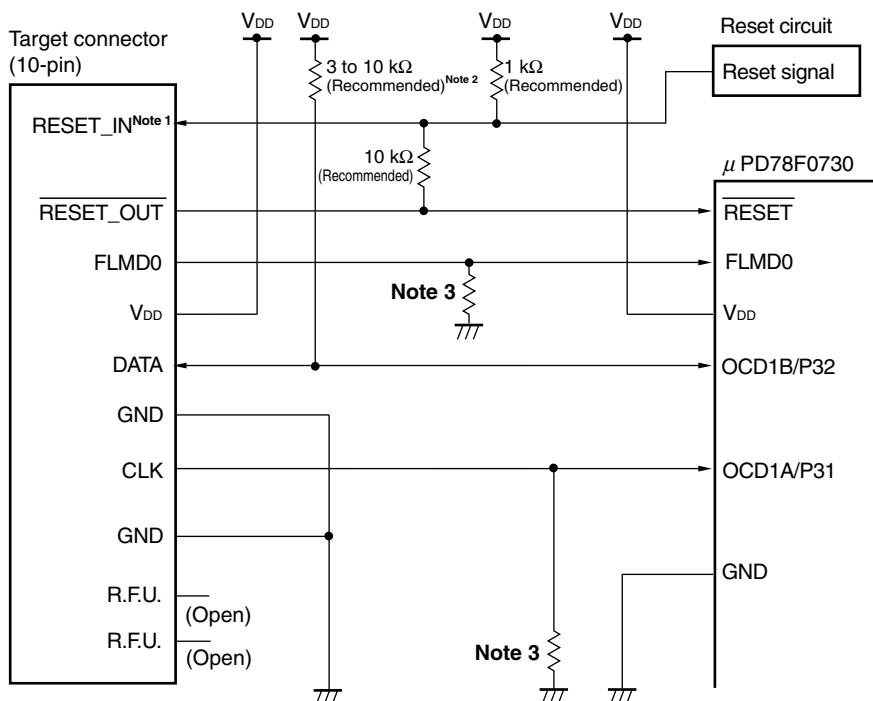 VDD VDD VDD VDD
Reset circuit
Target connector
(10-pin)
3 to 10 kΩ
(Recommended)Note 2
1 kΩ
(Recommended)
Reset signal
RESET_INNote 1
10 kΩ
(Recommended)
μ PD78F0730
RESET_OUT
RESET
FLMD0
FLMD0
Note 3
VDD
VDD
DATA
OCD1B/P32
GND
CLK
OCD1A/P31
GND
GND
R.F.U.
(Open)
R.F.U.
(Open)
Note 3